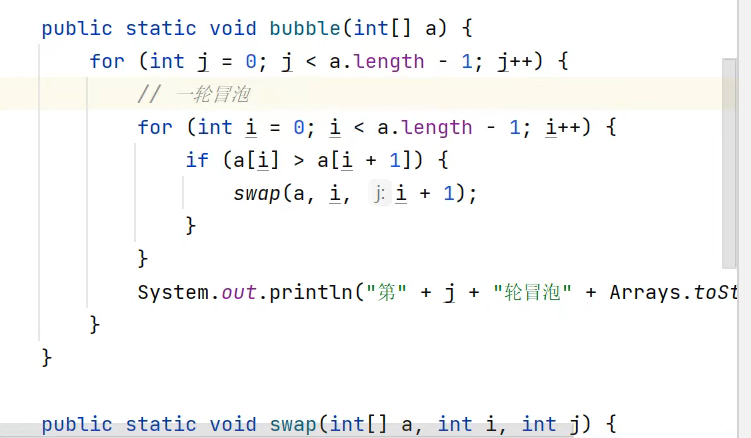 public static void bubble(int[] a) {
for (int j = 0; j < a.length - 1; j++) {
// 一轮冒泡
for (int i = 0; i < a.length - 1; i++) {
if (a[i] > a[i + 1]) {
swap(a, i, j: i + 1);
}
}
System.out.println("第" + j + "轮冒泡" + Arrays.toSt
}
}
public static void swap(int[] a, int i, int j) {